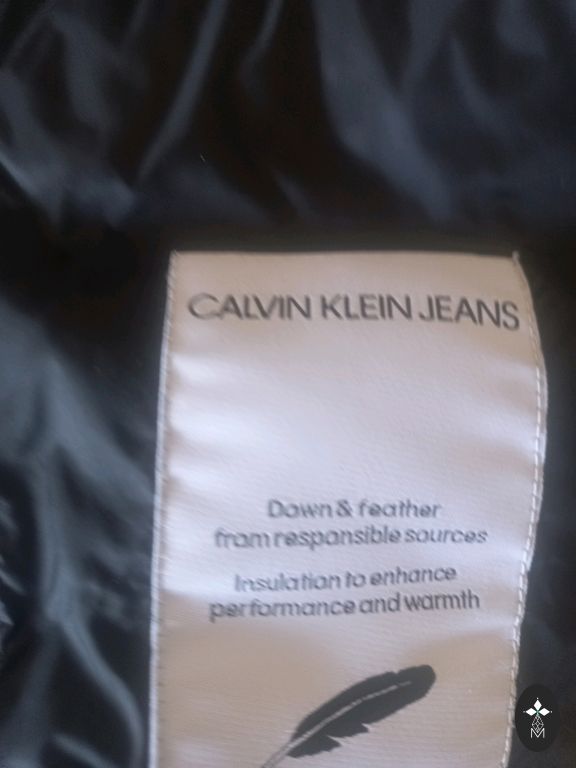 CALVIN KLEIN JEANS
Down & feather
from responsible sources
Insulation to enhance
performance and warmth
M